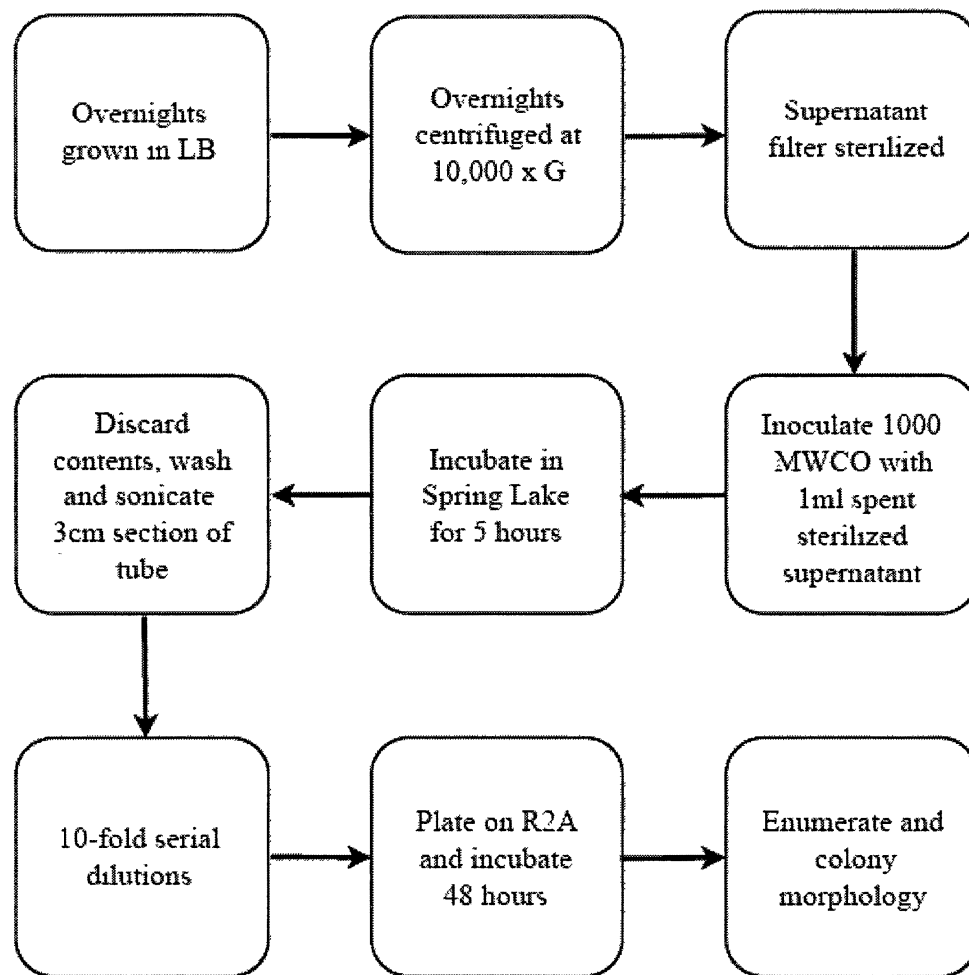 Overnights
grown in LB
Overnights
centrifuged at
10,000 x G
Supernatant
filter sterilized
Inoculate 1000
MWCO with
1ml spent
sterilized
supernatant
Incubate in
Spring Lake
for 5 hours
Discard
contents, wash
and sonicate
3cm section of
tube
10-fold serial
dilutions
Plate on R2A
and incubate
48 hours
Enumerate and
colony
morphology